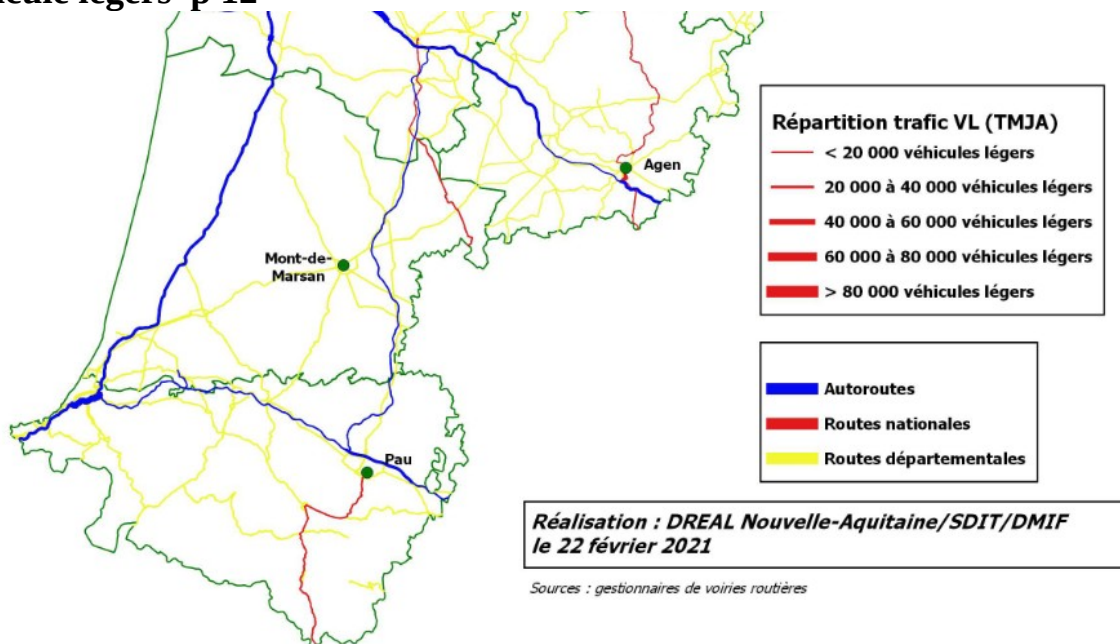 Répartition trafic VL (TMJA)
< 20 000 véhicules légers
20 000 à 40 000 véhicules légers
40 000 à 60 000 véhicules légers
60 000 à 80 000 véhicules légers
> 80 000 véhicules légers
Agen
Mont-de-
Marsan
Autoroutes
Routes nationales
Routes départementales
Pau
Réalisation : DREAL Nouvelle-Aquitaine/SDIT/DMIF
le 22 février 2021
Sources : gestionnaires de voiries routières